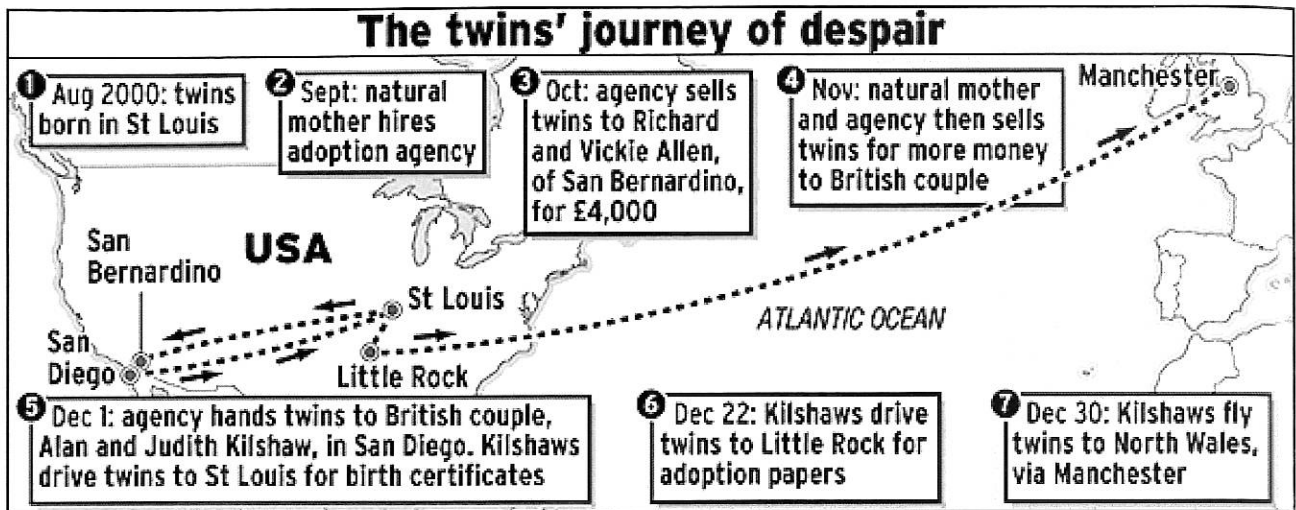 The twins' journey of despair
1 Aug 2000: twins
born in St Louis
2 Sept: natural
mother hires
adoption agency
3 Oct: agency sells
twins to Richard
and Vickie Allen,
of San Bernardino,
for £4,000
4 Nov: natural mother
and agency then sells
twins for more money
to British couple
Manchester
San
Bernardino
USA
St Louis
ATLANTIC OCEAN
San
Diego
Little Rock
5 Dec 1: agency hands twins to British couple,
Alan and Judith Kilshaw, in San Diego. Kilshaws
drive twins to St Louis for birth certificates
6 Dec 22: Kilshaws drive
twins to Little Rock for
adoption papers
7 Dec 30: Kilshaws fly
twins to North Wales,
via Manchester